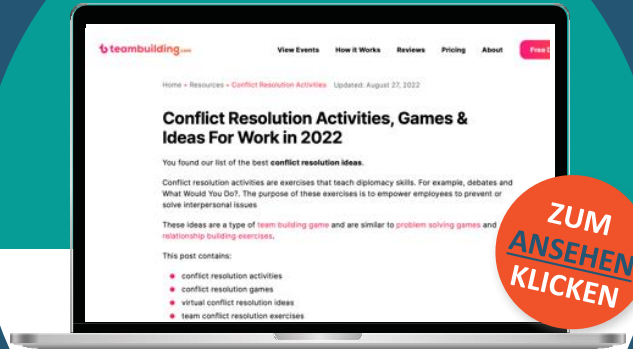 teambuilding.com
View Events How it Works Reviews Pricing About Free
Home » Resources » Conflict Resolution Activities Updated: August 27, 2022
Conflict Resolution Activities, Games &
Ideas For Work in 2022
You found our list of the best conflict resolution ideas.
Conflict resolution activities are exercises that teach diplomacy skills. For example, debates and
What Would You Do?. The purpose of these exercises is to empower employees to prevent or
solve interpersonal issues
These ideas are a type of team building game and are similar to problem solving games and
relationship building exercises.
This post contains:
conflict resolution activities
conflict resolution games
virtual conflict resolution ideas
team conflict resolution exercises
ZUM
ANSEHEN
KLICKEN